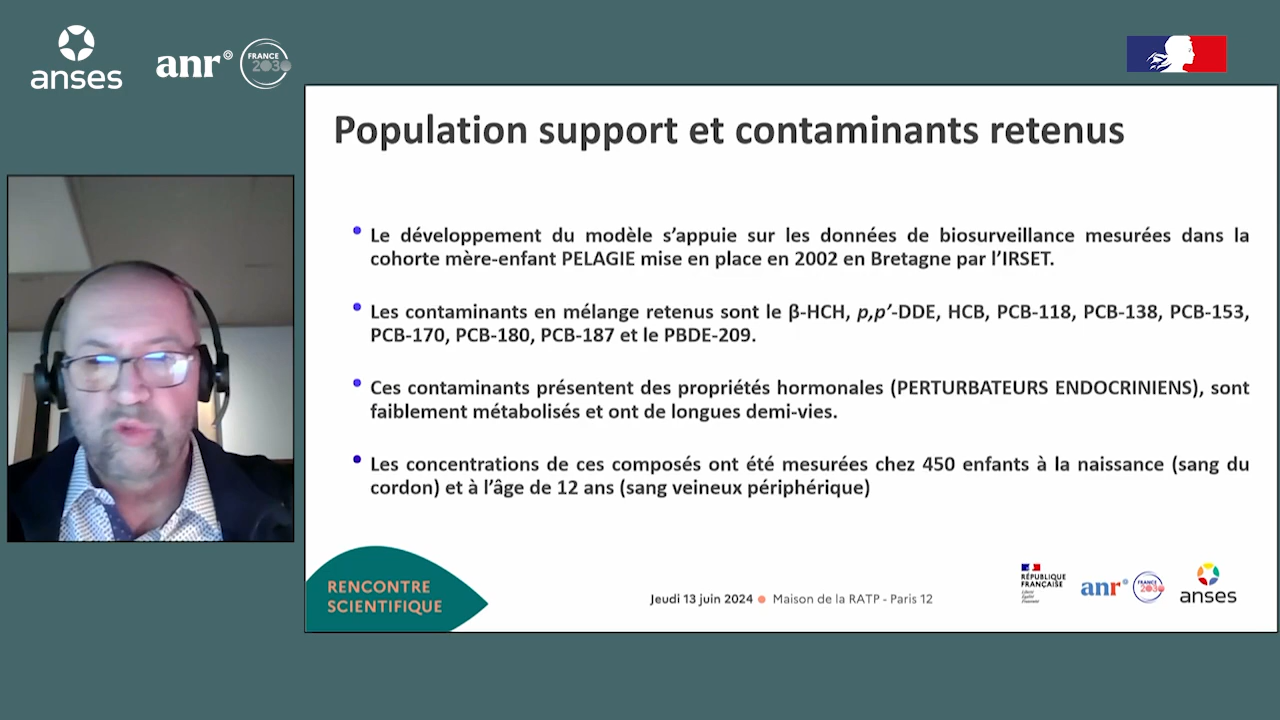 anses
anr
FRANCE
2030
Population support et contaminants retenus
Le développement du modèle s’appuie sur les données de biosurveillance mesurées dans la
cohorte mère-enfant PELAGIE mise en place en 2002 en Bretagne par l’IRSET.
Les contaminants en mélange retenus sont le β-HCH, p,p’-DDE, HCB, PCB-118, PCB-138, PCB-153,
PCB-170, PCB-180, PCB-187 et le PBDE-209.
Ces contaminants présentent des propriétés hormonales (PERTURBATEURS ENDOCRINIENS), sont
faiblement métabolisés et ont de longues demi-vies.
Les concentrations de ces composés ont été mesurées chez 450 enfants à la naissance (sang du
cordon) et à l’âge de 12 ans (sang veineux périphérique)
RENCONTRE
SCIENTIFIQUE
Jeudi 13 juin 2024 ● Maison de la RATP - Paris 12
RÉPUBLIQUE
FRANÇAISE
Liberté
Égalité
Fraternité
anr
FRANCE
2030
anses